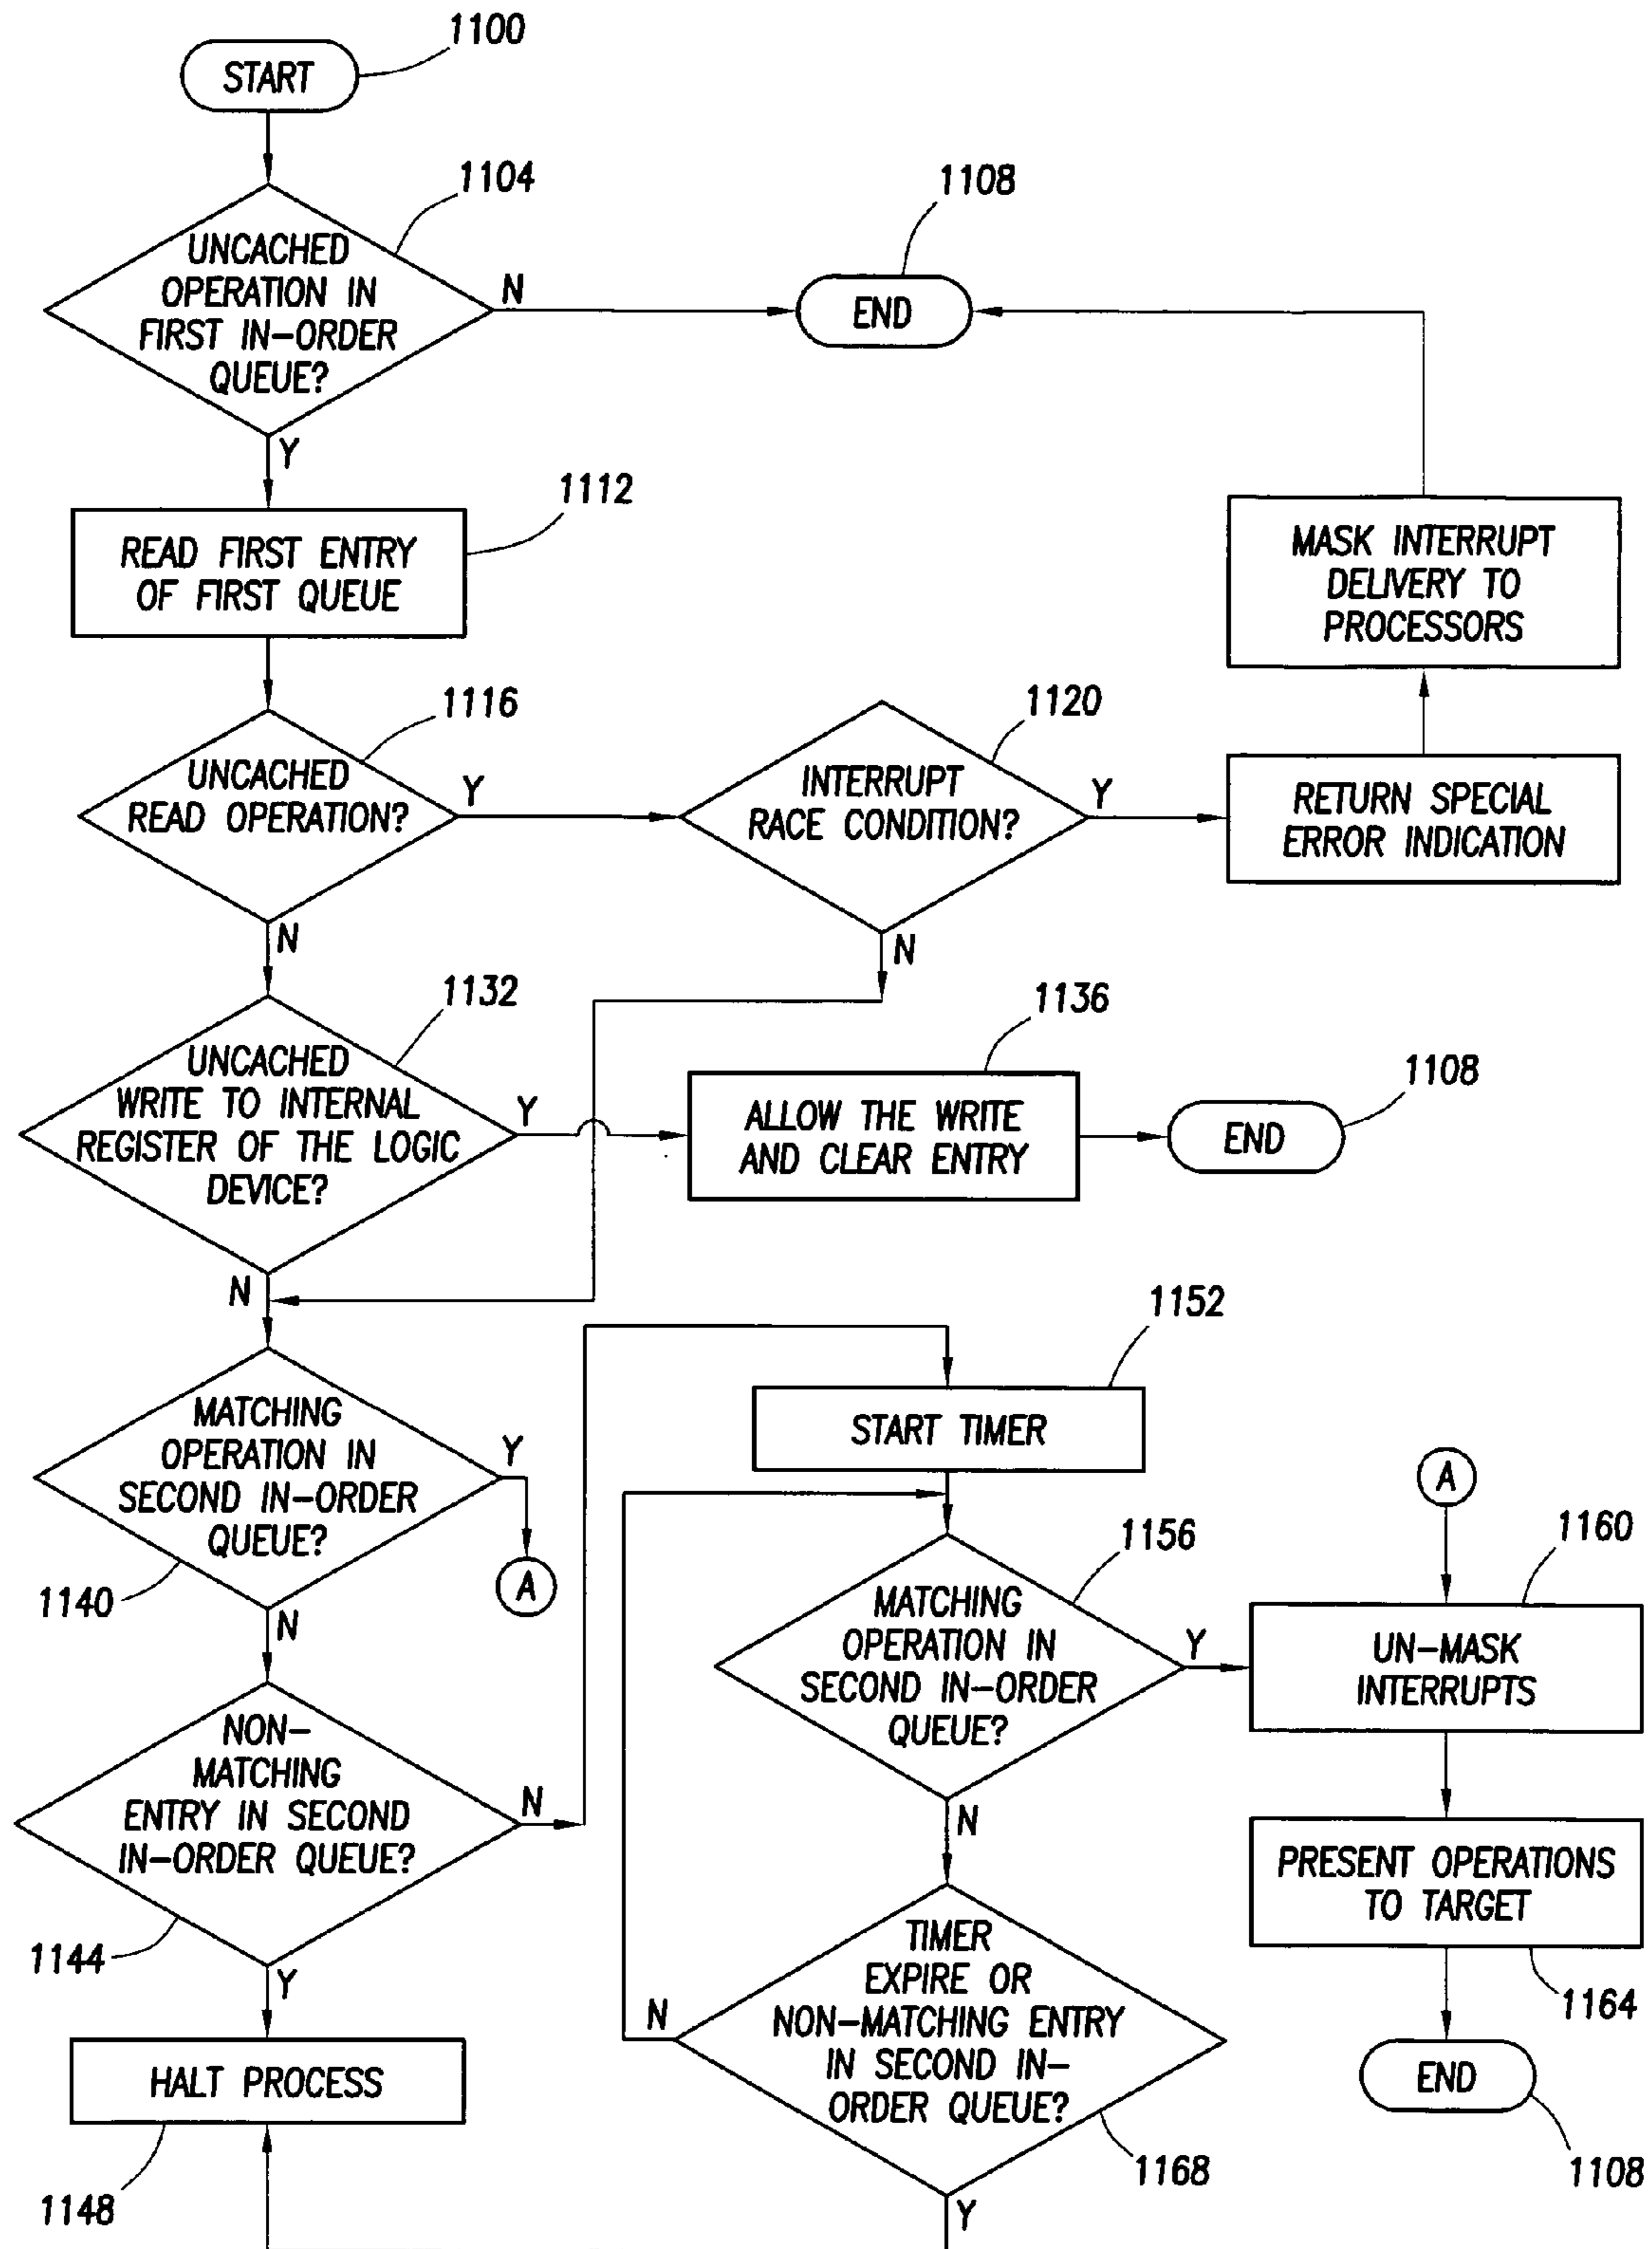 1100
START
1104
UNCACHED
OPERATION IN
FIRST IN-ORDER
QUEUE?
N
1108
END
Y
1112
READ FIRST ENTRY
OF FIRST QUEUE
MASK INTERRUPT
DELIVERY TO
PROCESSORS
1116
UNCACHED
READ OPERATION?
Y
1120
INTERRUPT
RACE CONDITION?
Y
RETURN SPECIAL
ERROR INDICATION
N
N
1132
UNCACHED
WRITE TO INTERNAL
REGISTER OF THE LOGIC
DEVICE?
Y
1136
ALLOW THE WRITE
AND CLEAR ENTRY
1108
END
N
1140
MATCHING
OPERATION IN
SECOND IN-ORDER
QUEUE?
Y
A
N
1144
NON-
MATCHING
ENTRY IN SECOND
IN-ORDER QUEUE?
N
Y
HALT PROCESS
1148
1152
START TIMER
1156
MATCHING
OPERATION IN
SECOND IN-ORDER
QUEUE?
Y
N
TIMER
EXPIRE OR
NON-MATCHING ENTRY
IN SECOND IN-
ORDER QUEUE?
N
1168
Y
A
1160
UN-MASK
INTERRUPTS
PRESENT OPERATIONS
TO TARGET
1164
END
1108